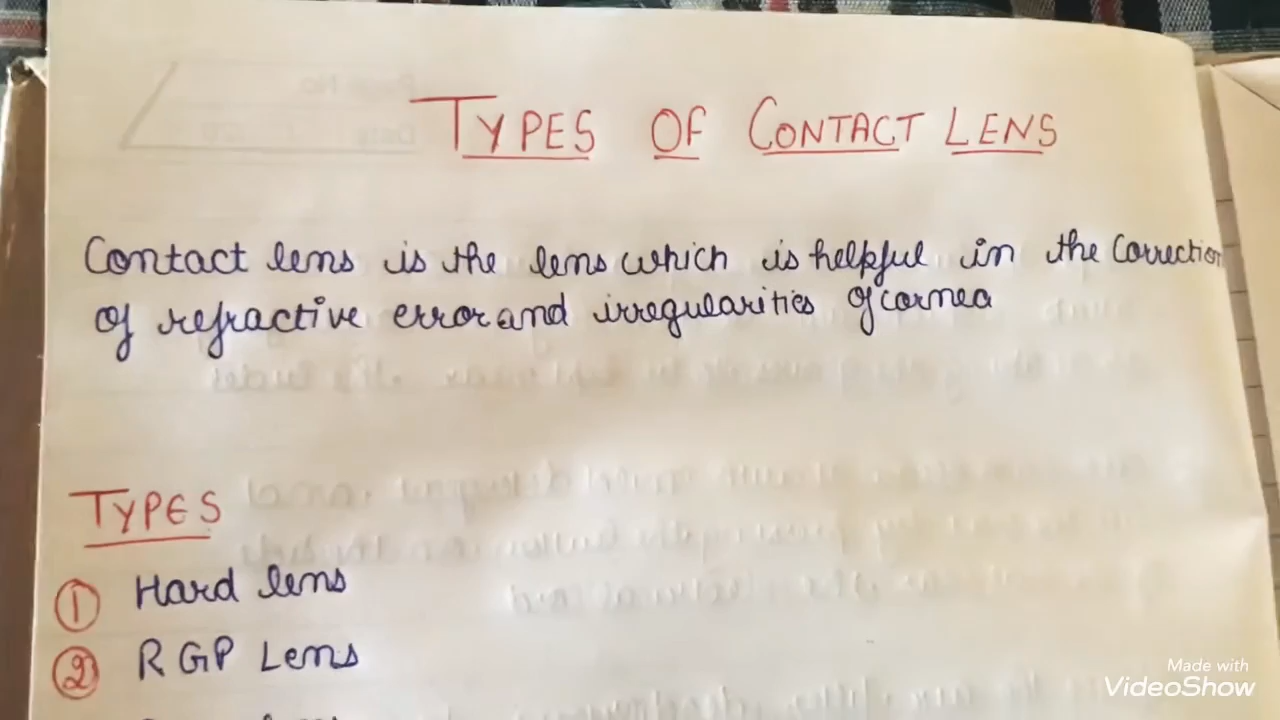 TYPES OF CONTACT LENS
Contact lens is the lens which is helpful in the Correction
of refractive error and irregularities of cornea
TYPES
① Hard lens
② RGP Lens
Made with
VideoShow